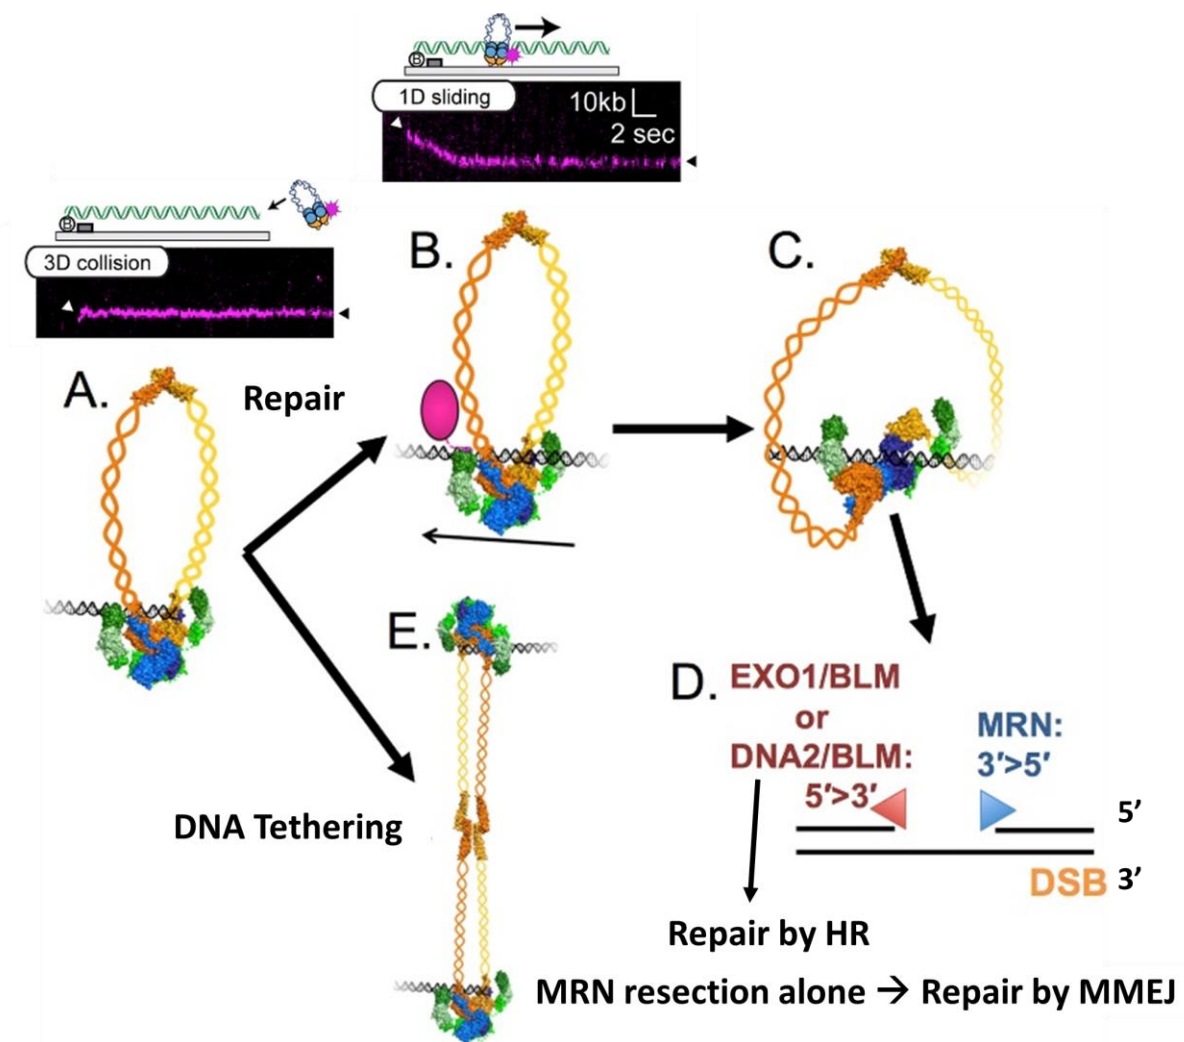 B
1D sliding
10kb
2 sec
B
3D collision
A.
Repair
B.
C.
E.
DNA Tethering
D.
EXO1/BLM
or
DNA2/BLM:
5′>3′
MRN:
3′>5′
5’
DSB 3’
Repair by HR
MRN resection alone → Repair by MMEJ